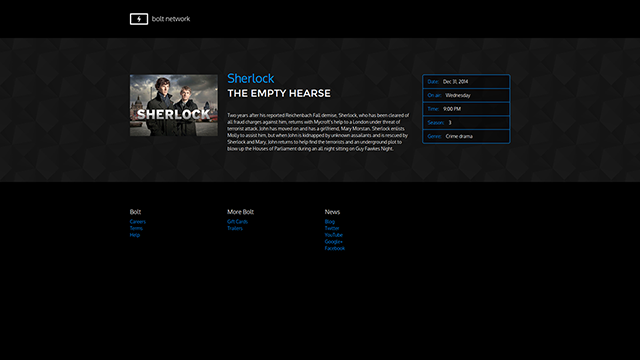 bolt network
SHERLOCK
Sherlock
THE EMPTY HEARSE
Two years after his reported Reichenbach Fall demise, Sherlock, who has been cleared of
all fraud charges against him, returns with Mycroft's help to a London under threat of
terrorist attack. John has moved on and has a girlfriend, Mary Morstan. Sherlock enlists
Molly to assist him, but when John is kidnapped by unknown assailants and is rescued by
Sherlock and Mary, John returns to help find the terrorists and an underground plot to
blow up the Houses of Parliament during an all night sitting on Guy Fawkes Night.
Date: Dec 31, 2014
On air: Wednesday
Time: 9:00 PM
Season: 3
Genre: Crime drama
Bolt
Careers
Terms
Help
More Bolt
Gift Cards
Trailers
News
Blog
Twitter
YouTube
Google+
Facebook